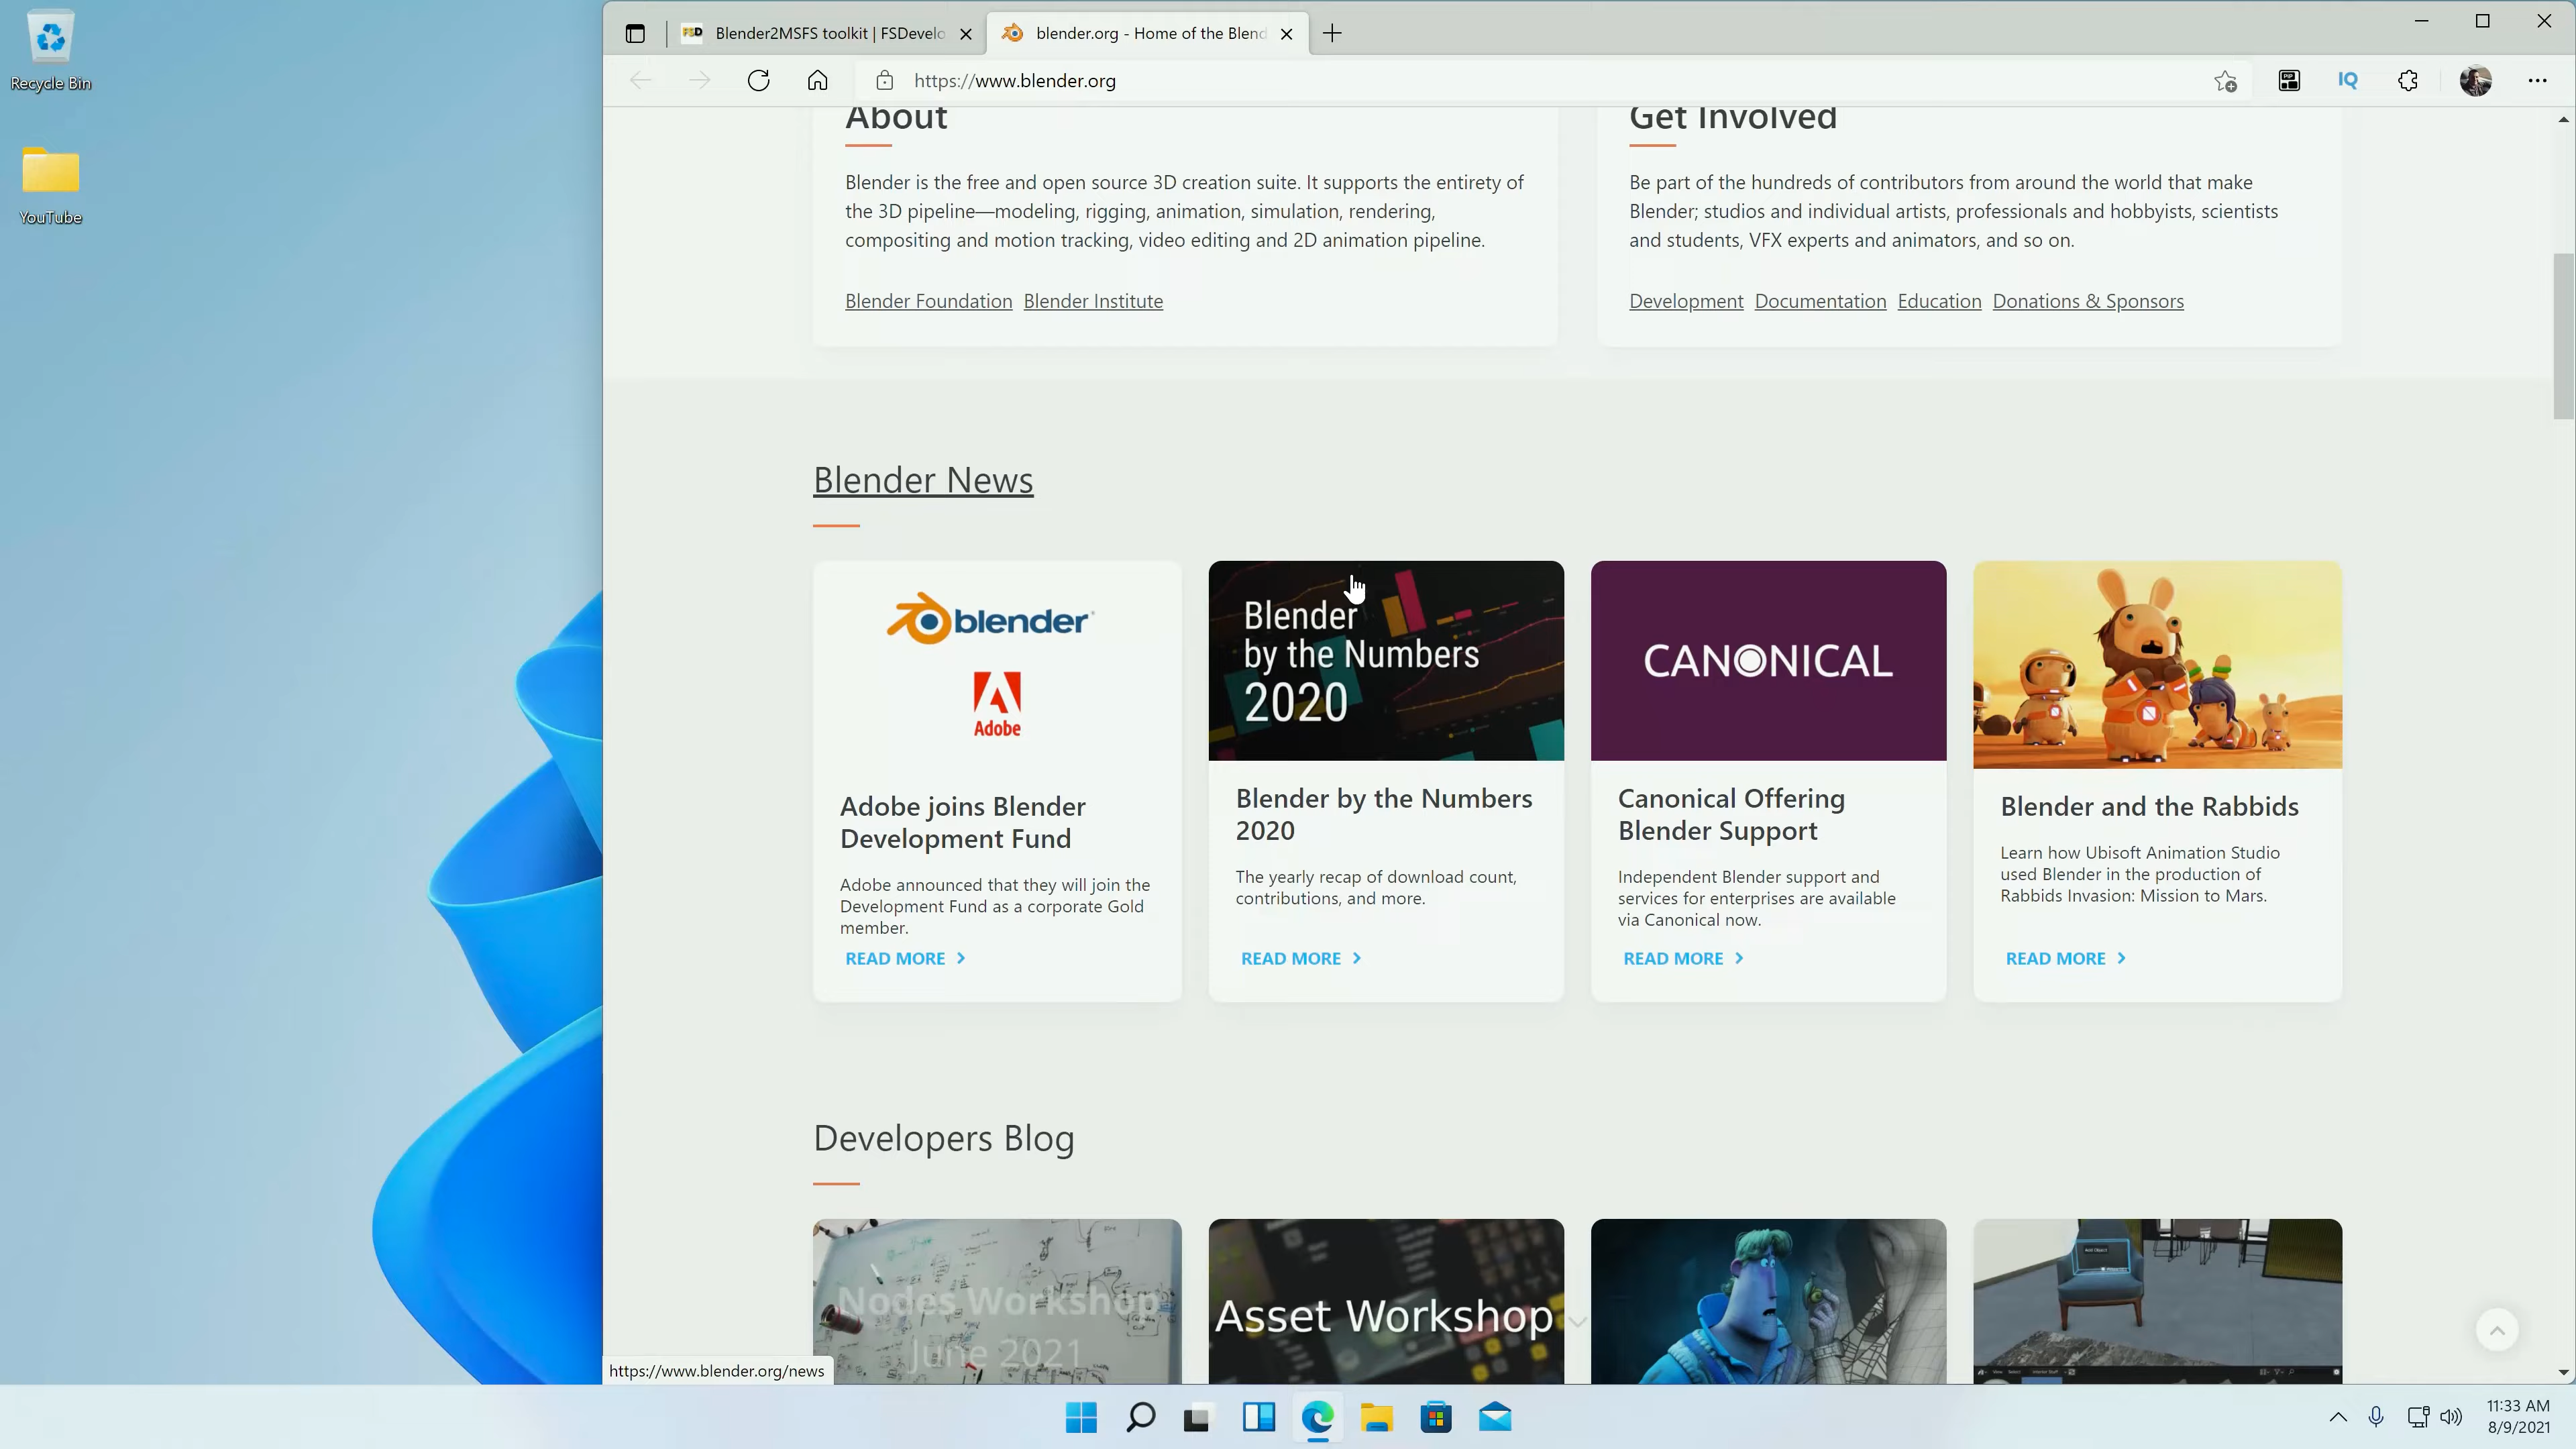 Recycle Bin
YouTube
Blender2MSFS toolkit | FSDevelo
blender.org - Home of the Blend
https://www.blender.org
IQ
About
Blender is the free and open source 3D creation suite. It supports the entirety of
the 3D pipeline—modeling, rigging, animation, simulation, rendering,
compositing and motion tracking, video editing and 2D animation pipeline.
Blender Foundation Blender Institute
Get Involved
Be part of the hundreds of contributors from around the world that make
Blender; studios and individual artists, professionals and hobbyists, scientists
and students, VFX experts and animators, and so on.
Development Documentation Education Donations & Sponsors
Blender News
blender
Adobe
Adobe joins Blender
Development Fund
Adobe announced that they will join the
Development Fund as a corporate Gold
member.
READ MORE
Blender
by the Numbers
2020
Blender by the Numbers
2020
The yearly recap of download count,
contributions, and more.
READ MORE
CANONICAL
Canonical Offering
Blender Support
Independent Blender support and
services for enterprises are available
via Canonical now.
READ MORE
Blender and the Rabbids
Learn how Ubisoft Animation Studio
used Blender in the production of
Rabbids Invasion: Mission to Mars.
READ MORE
Developers Blog
Nodes Workshop
June 2021
Asset Workshop
https://www.blender.org/news
11:33 AM
8/9/2021